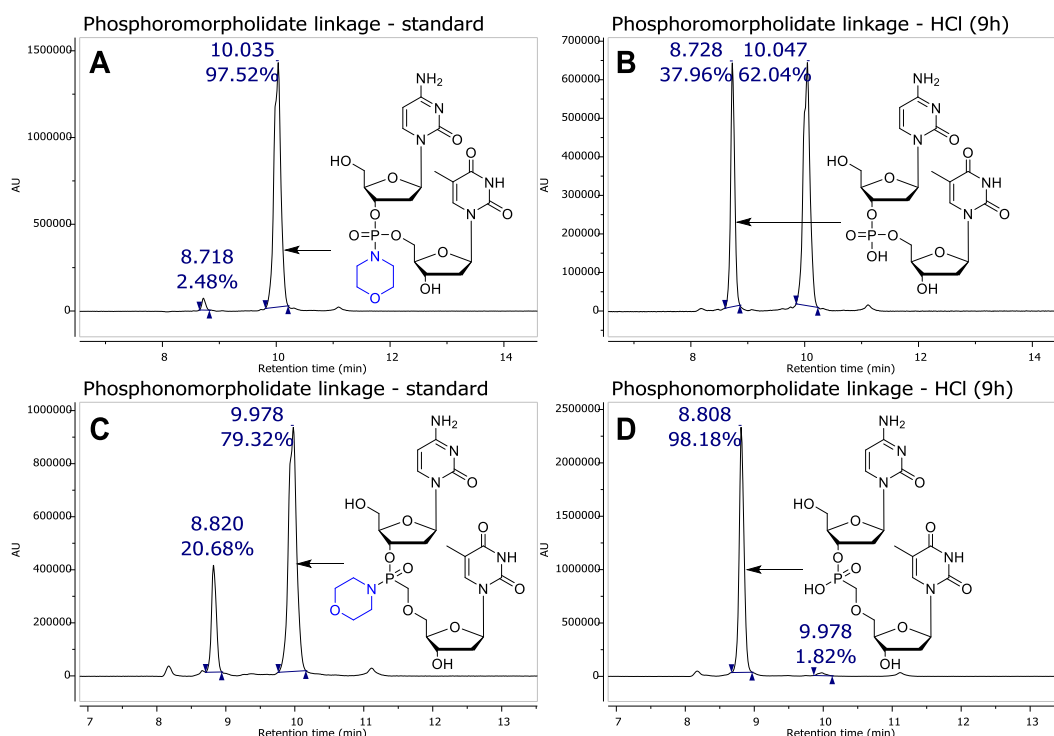 Phosphoromorpholidate linkage - standard
A
10.035
97.52%
8.718
2.48%
1500000
1000000
500000
0
AU
8
10
12
14
Retention time (min)
NH₂
N
O
N
HO
O
O
NH
N
O
O
O=P-O
N
O
O
OH
Phosphoromorpholidate linkage - HCl (9h)
B
8.728
37.96%
10.047
62.04%
700000
600000
500000
400000
300000
200000
100000
0
AU
8
10
12
14
Retention time (min)
NH₂
N
O
N
HO
O
O
NH
N
O
O
O=P-O
OH
O
OH
Phosphonomorpholidate linkage - standard
C
9.978
79.32%
8.820
20.68%
1000000
800000
600000
400000
200000
0
AU
7
8
9
10
11
12
13
Retention time (min)
NH₂
N
O
N
HO
O
O
NH
N
O
O
P=O
N
O
O
O
OH
Phosphonomorpholidate linkage - HCl (9h)
D
8.808
98.18%
9.978
1.82%
2500000
2000000
1500000
1000000
500000
0
AU
7
8
9
10
11
12
13
Retention time (min)
NH₂
N
O
N
HO
O
O
NH
N
O
O
P=O
HO
O
O
OH